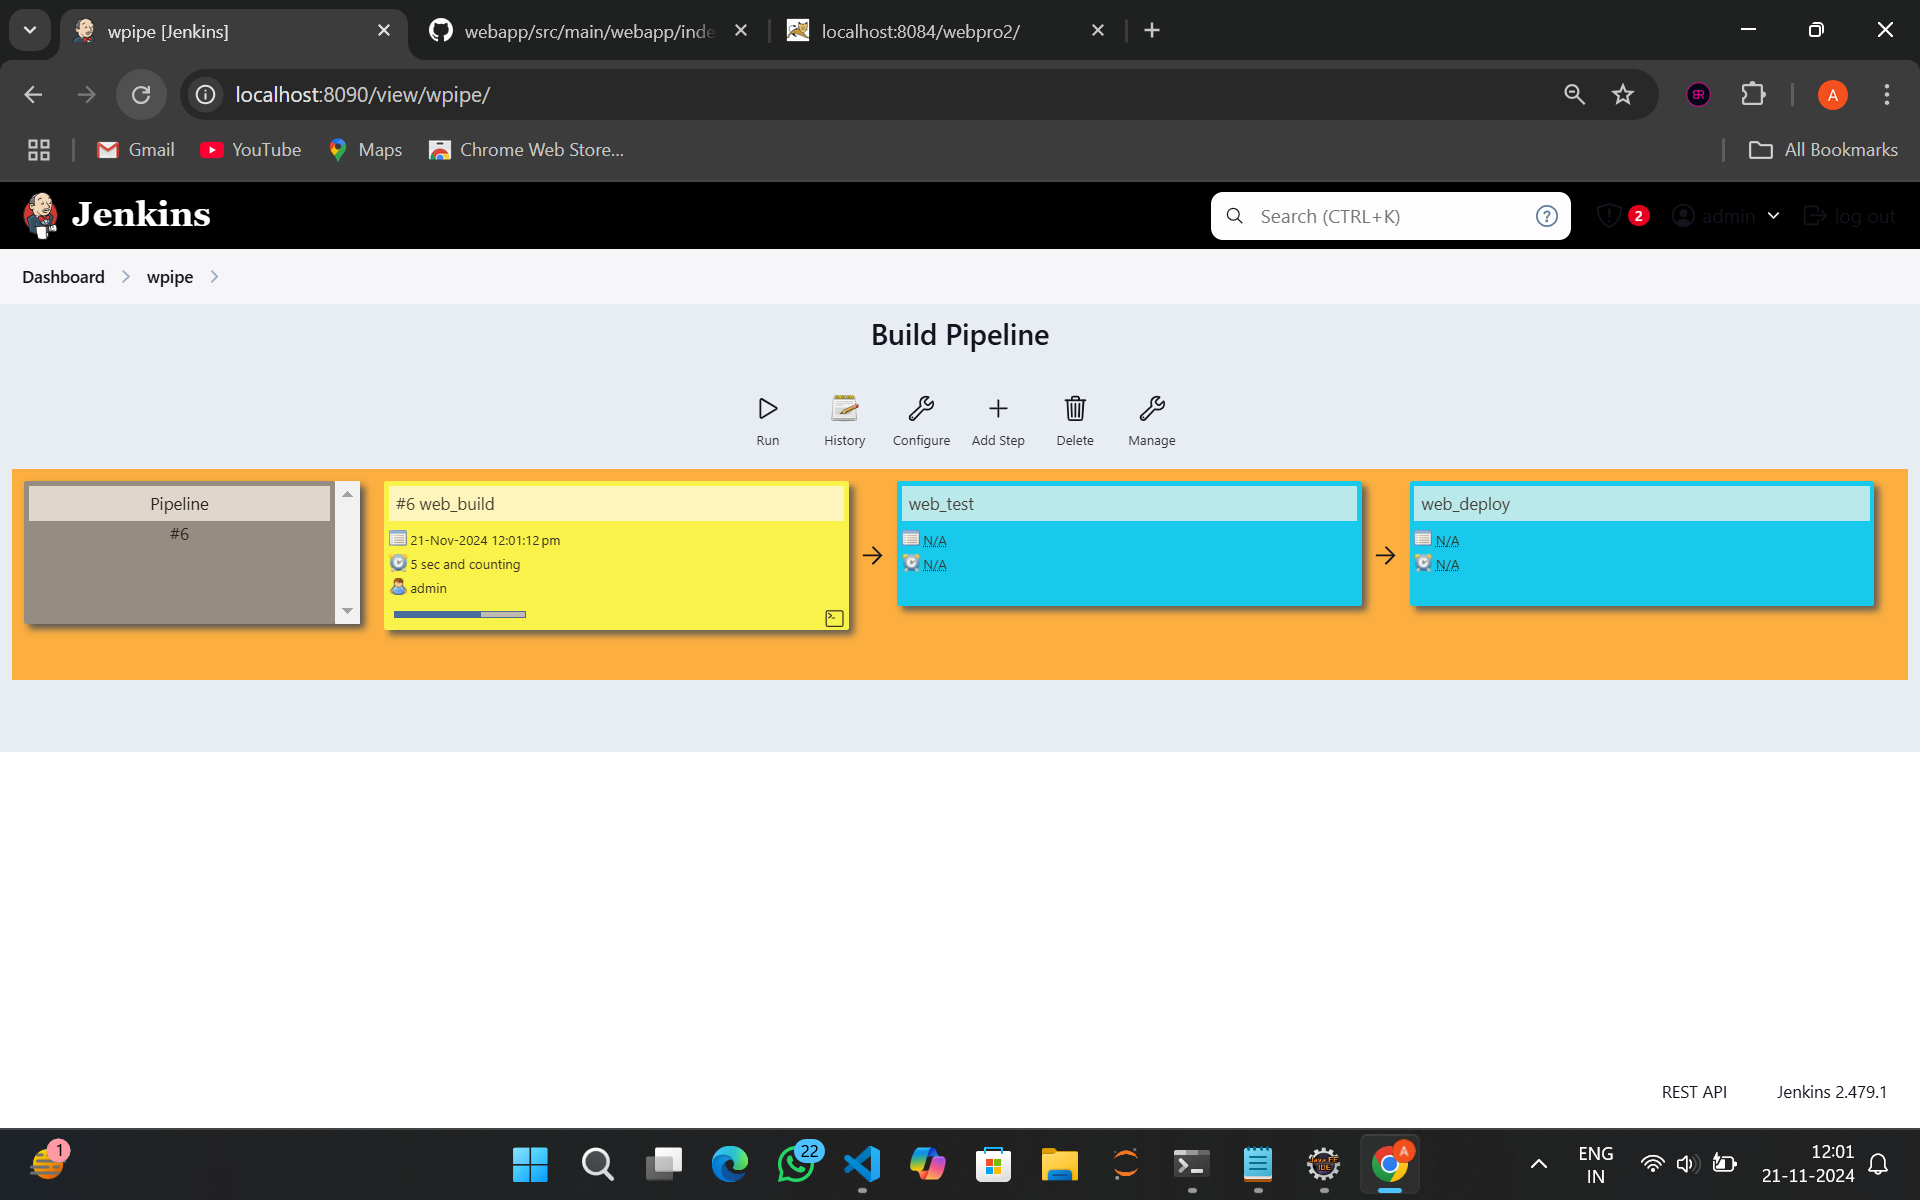 wpipe [Jenkins]
webapp/src/main/webapp/inde
localhost:8084/webpro2/
localhost:8090/view/wpipe/
A
Gmail
YouTube
Maps
Chrome Web Store...
All Bookmarks
Jenkins
Search (CTRL+K)
?
2
admin
log out
Dashboard
wpipe
Build Pipeline
Run
History
Configure
Add Step
Delete
Manage
Pipeline
#6
#6 web_build
21-Nov-2024 12:01:12 pm
5 sec and counting
admin
web_test
N/A
N/A
web_deploy
N/A
N/A
REST API
Jenkins 2.479.1
1
22
A
ENG
IN
12:01
21-11-2024